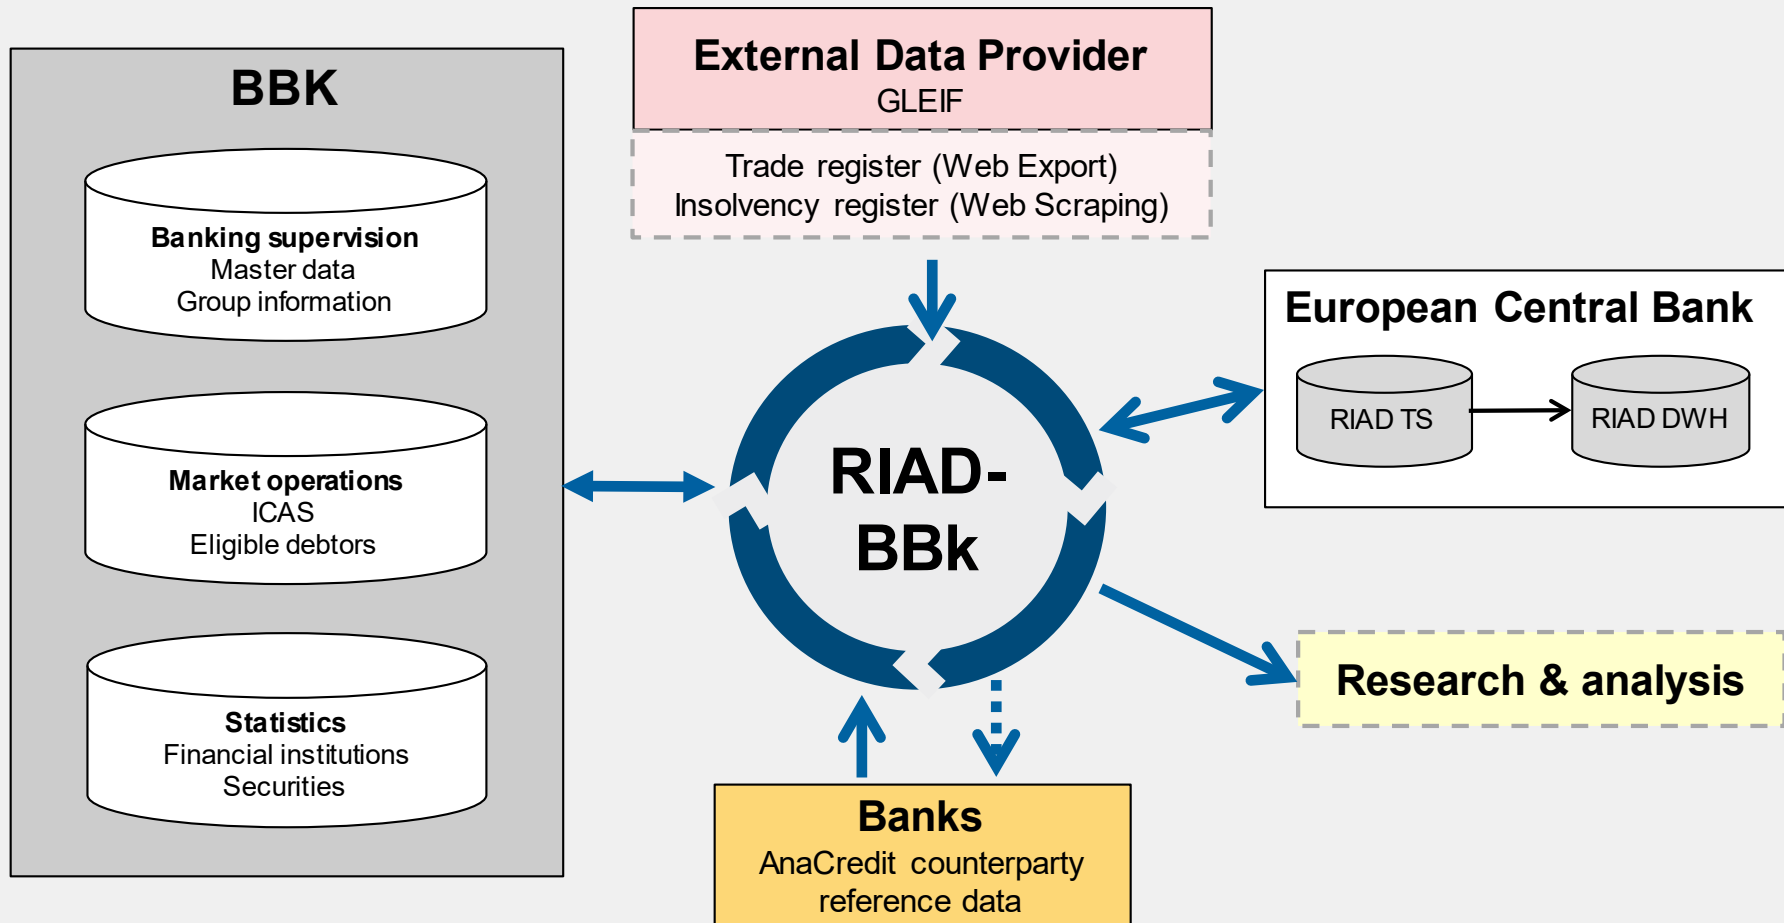 BBK
Banking supervision
Master data
Group information
Market operations
ICAS
Eligible debtors
Statistics
Financial institutions
Securities
External Data Provider
GLEIF
Trade register (Web Export)
Insolvency register (Web Scraping)
RIAD-
BBk
European Central Bank
RIAD TS
RIAD DWH
Research & analysis
Banks
AnaCredit counterparty
reference data